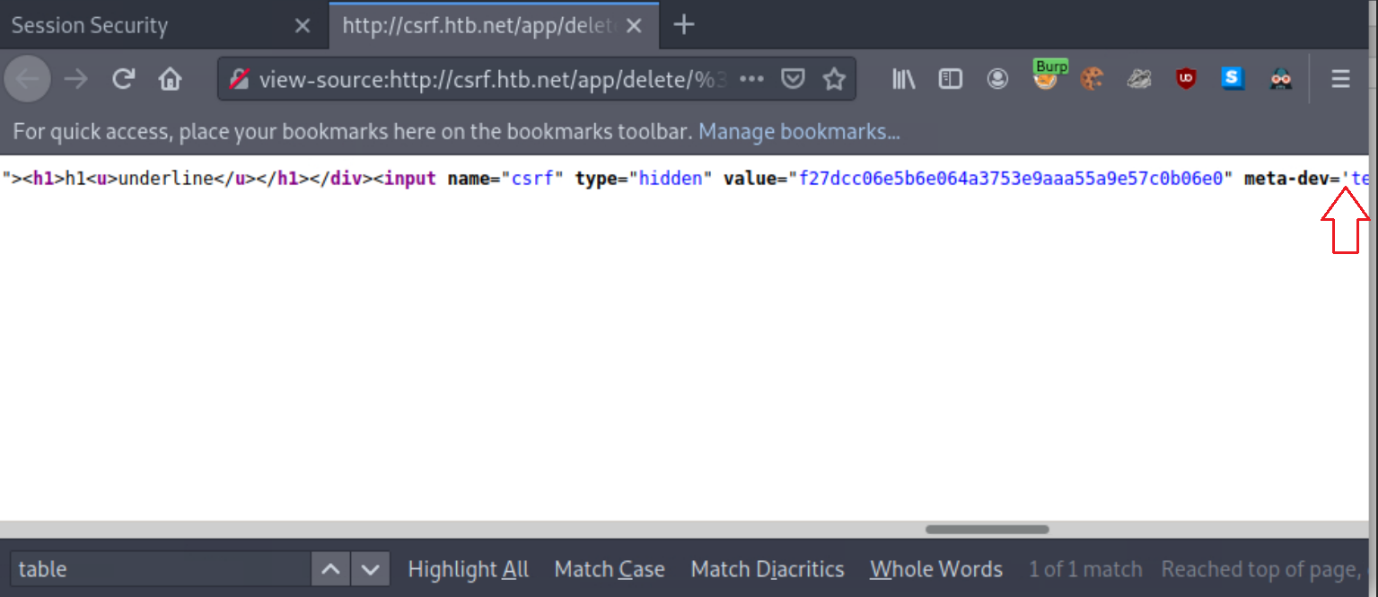 Session Security
http://csrf.htb.net/app/delet
view-source:http://csrf.htb.net/app/delete/%3
Burp
For quick access, place your bookmarks here on the bookmarks toolbar. Manage bookmarks...
"><h1>h1<u>underline</u></h1></div><input name="csrf" type="hidden" value="f27dcc06e5b6e064a3753e9aaa55a9e57c0b06e0" meta-dev='te
table
Highlight All
Match Case
Match Diacritics
Whole Words
1 of 1 match
Reached top of page,